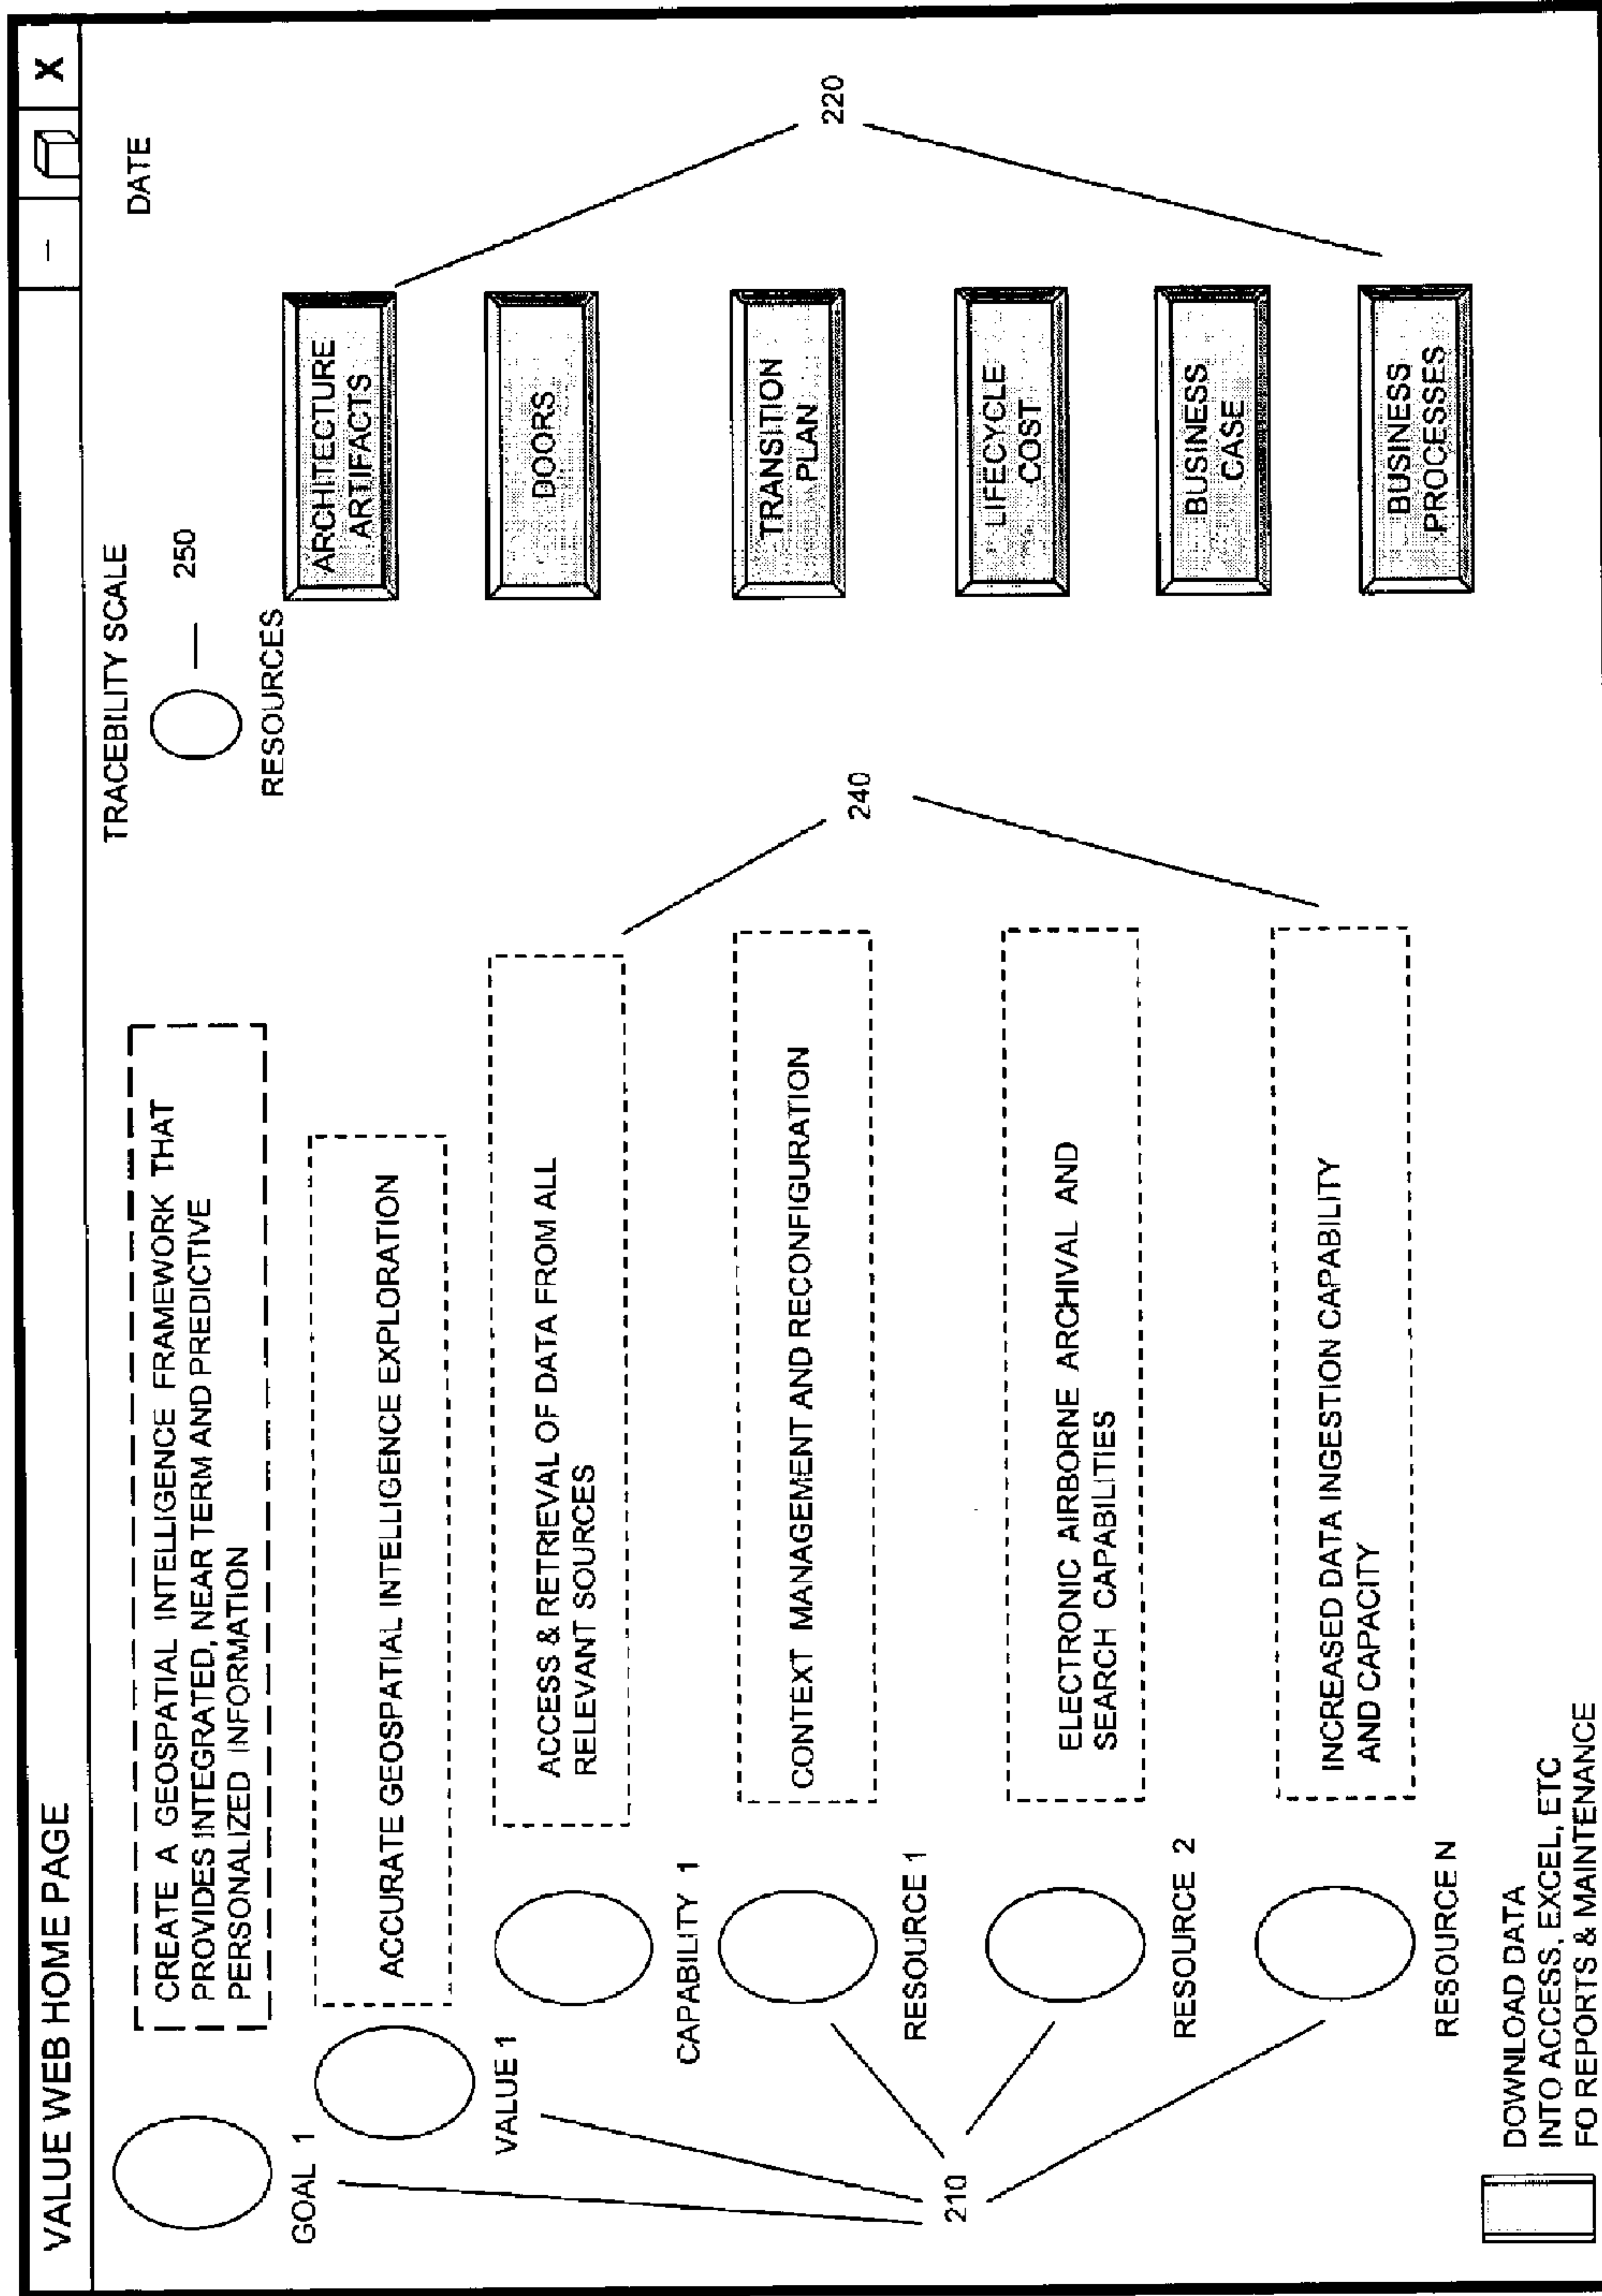 VALUE WEB HOME PAGE
- X
TRACEBILITY SCALE
DATE
250
RESOURCES
GOAL 1
CREATE A GEOSPATIAL INTELLIGENCE FRAMEWORK THAT
PROVIDES INTEGRATED, NEAR TERM AND PREDICTIVE
PERSONALIZED INFORMATION
VALUE 1
ACCURATE GEOSPATIAL INTELLIGENCE EXPLORATION
CAPABILITY 1
ACCESS & RETRIEVAL OF DATA FROM ALL
RELEVANT SOURCES
RESOURCE 1
CONTEXT MANAGEMENT AND RECONFIGURATION
RESOURCE 2
ELECTRONIC AIRBORNE ARCHIVAL AND
SEARCH CAPABILITIES
RESOURCE N
INCREASED DATA INGESTION CAPABILITY
AND CAPACITY
210
240
ARCHITECTURE
ARTIFACTS
DOORS
TRANSITION
PLAN
LIFECYCLE
COST
BUSINESS
CASE
BUSINESS
PROCESSES
220
DOWNLOAD DATA
INTO ACCESS, EXCEL, ETC
FO REPORTS & MAINTENANCE